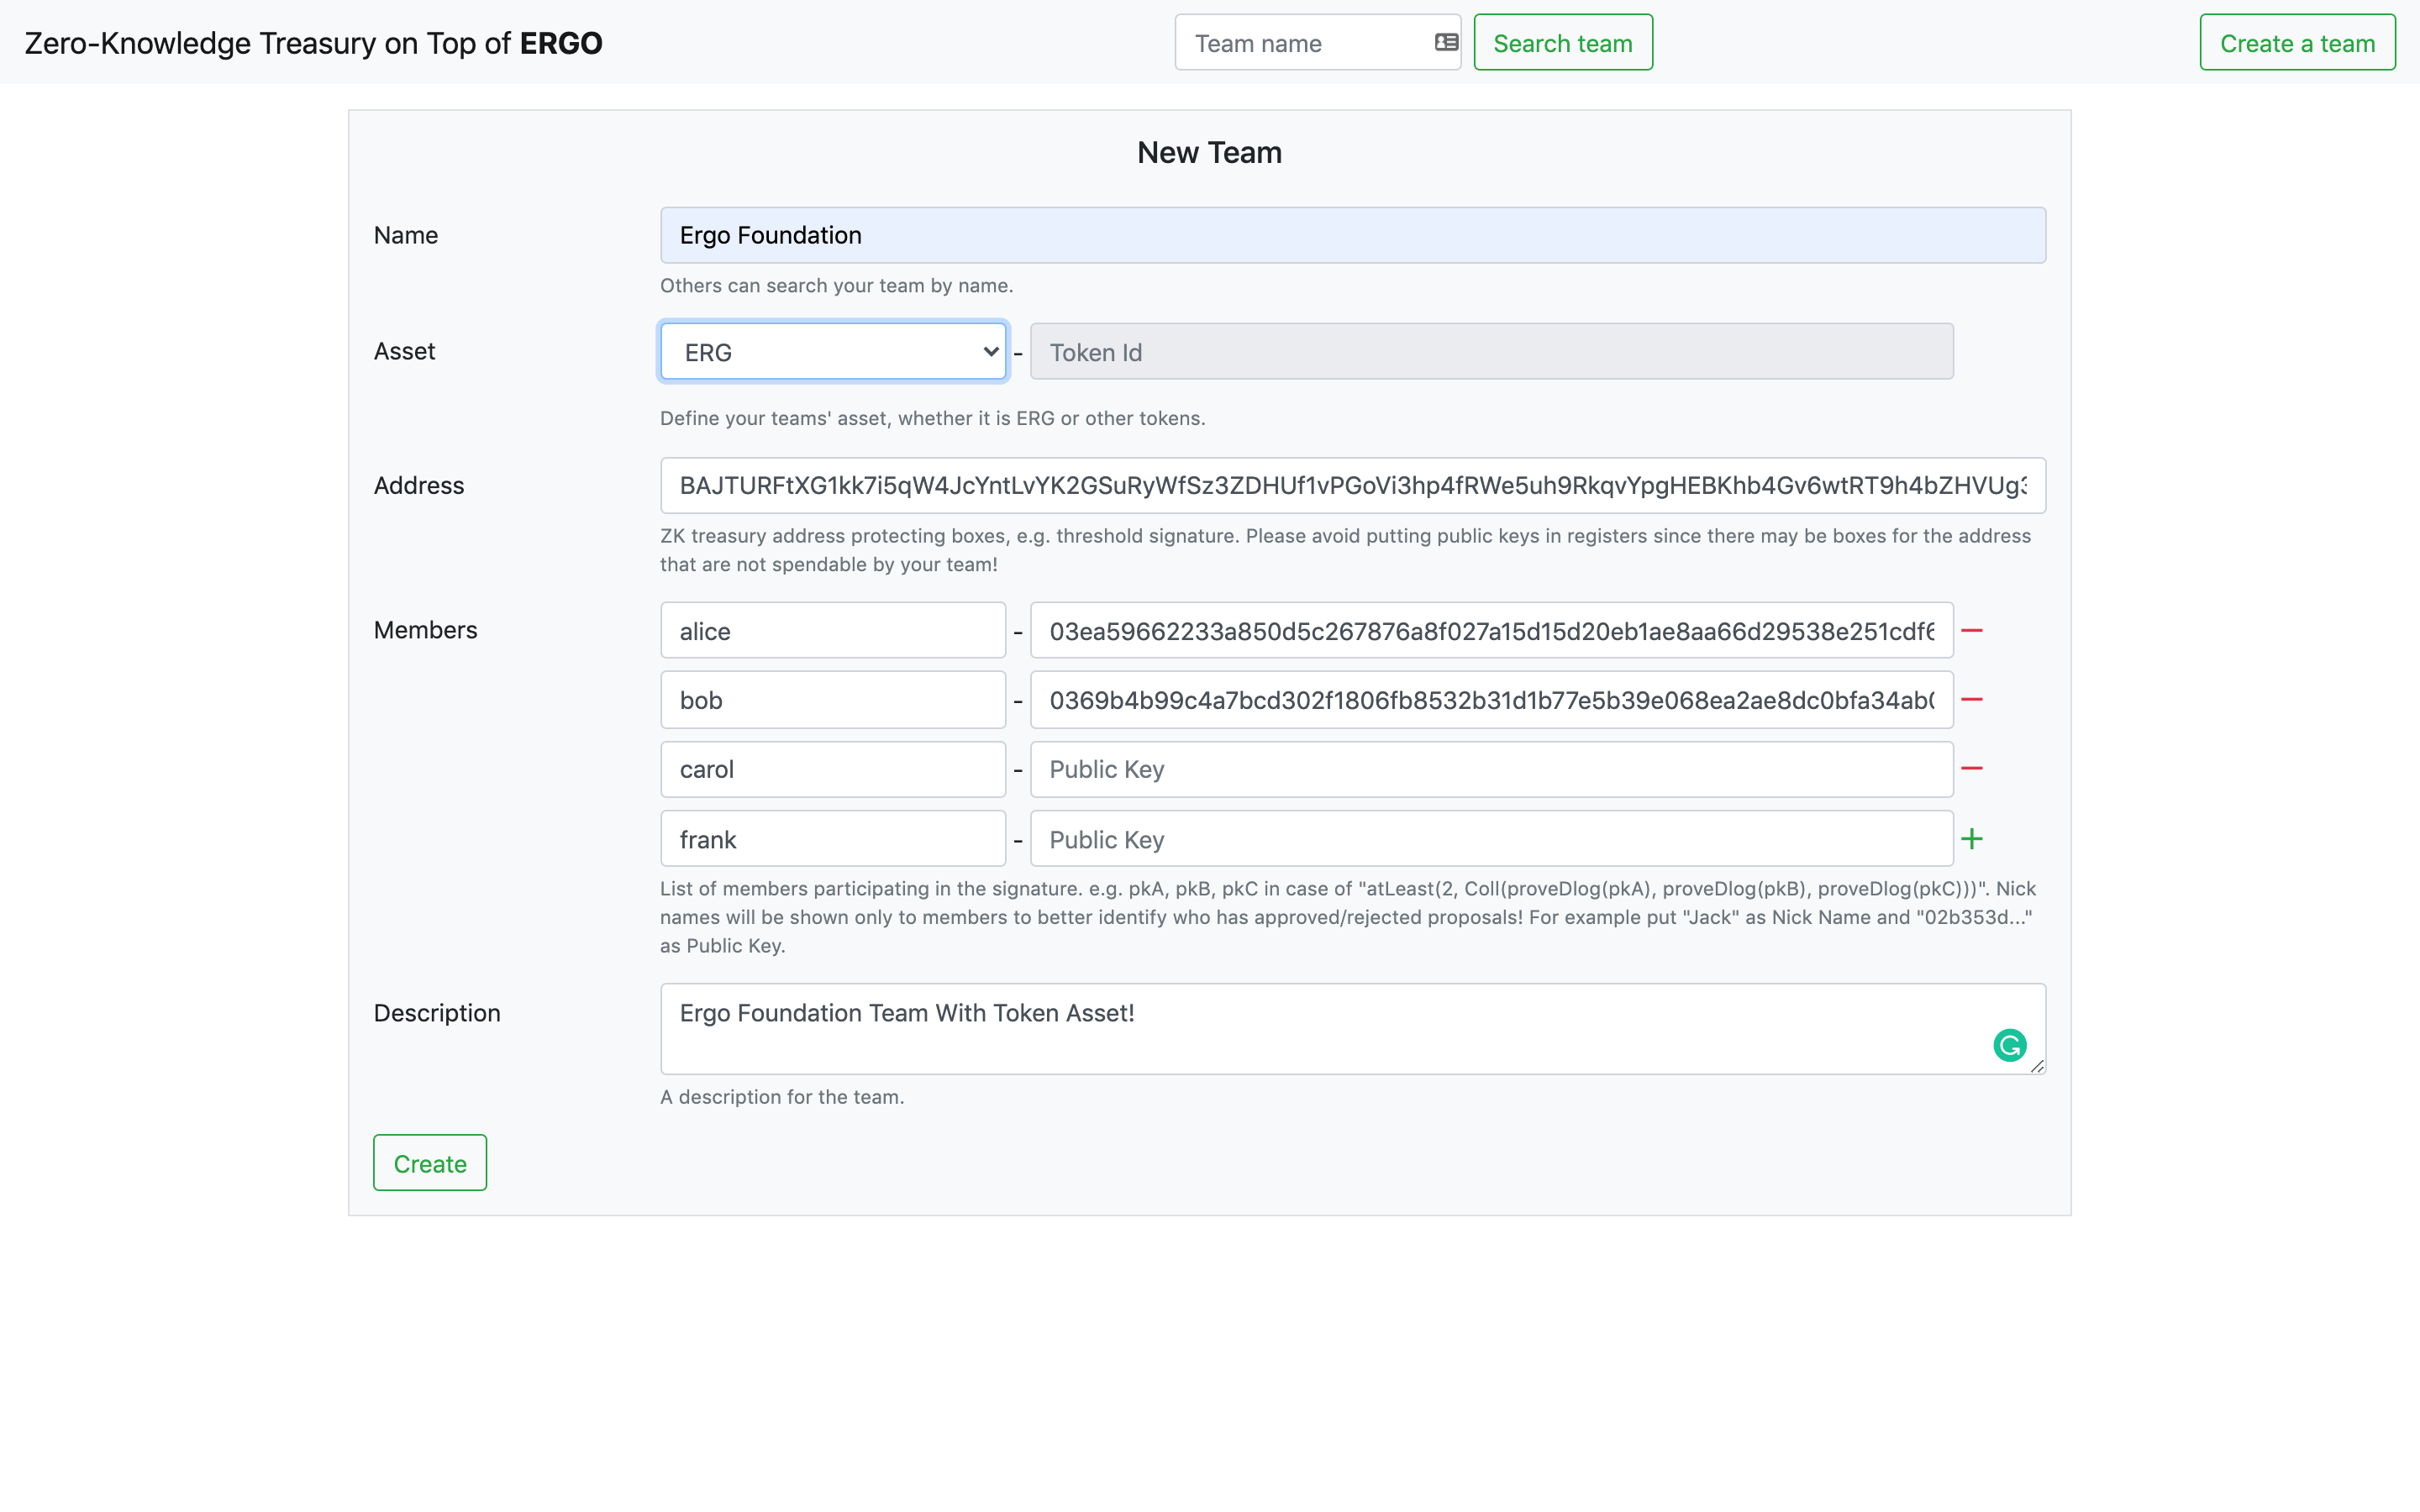 Zero-Knowledge Treasury on Top of ERGO
Team name
Search team
Create a team
New Team
Name
Ergo Foundation
Others can search your team by name.
Asset
ERG
-
Token Id
Define your teams' asset, whether it is ERG or other tokens.
Address
BAJTURFtXG1kk7i5qW4JcYntLvYK2GSuRyWfSz3ZDHUf1vPGoVi3hp4fRWe5uh9RkqvYpgHEBKhb4Gv6wtRT9h4bZHVUg3
ZK treasury address protecting boxes, e.g. threshold signature. Please avoid putting public keys in registers since there may be boxes for the address
that are not spendable by your team!
Members
alice
-
03ea59662233a850d5c267876a8f027a15d15d20eb1ae8aa66d29538e251cdf6
bob
-
0369b4b99c4a7bcd302f1806fb8532b31d1b77e5b39e068ea2ae8dc0bfa34ab0
carol
-
Public Key
frank
-
Public Key
List of members participating in the signature. e.g. pkA, pkB, pkC in case of "atLeast(2, Coll(proveDlog(pkA), proveDlog(pkB), proveDlog(pkC)))". Nick
names will be shown only to members to better identify who has approved/rejected proposals! For example put "Jack" as Nick Name and "02b353d..."
as Public Key.
Description
Ergo Foundation Team With Token Asset!
A description for the team.
Create